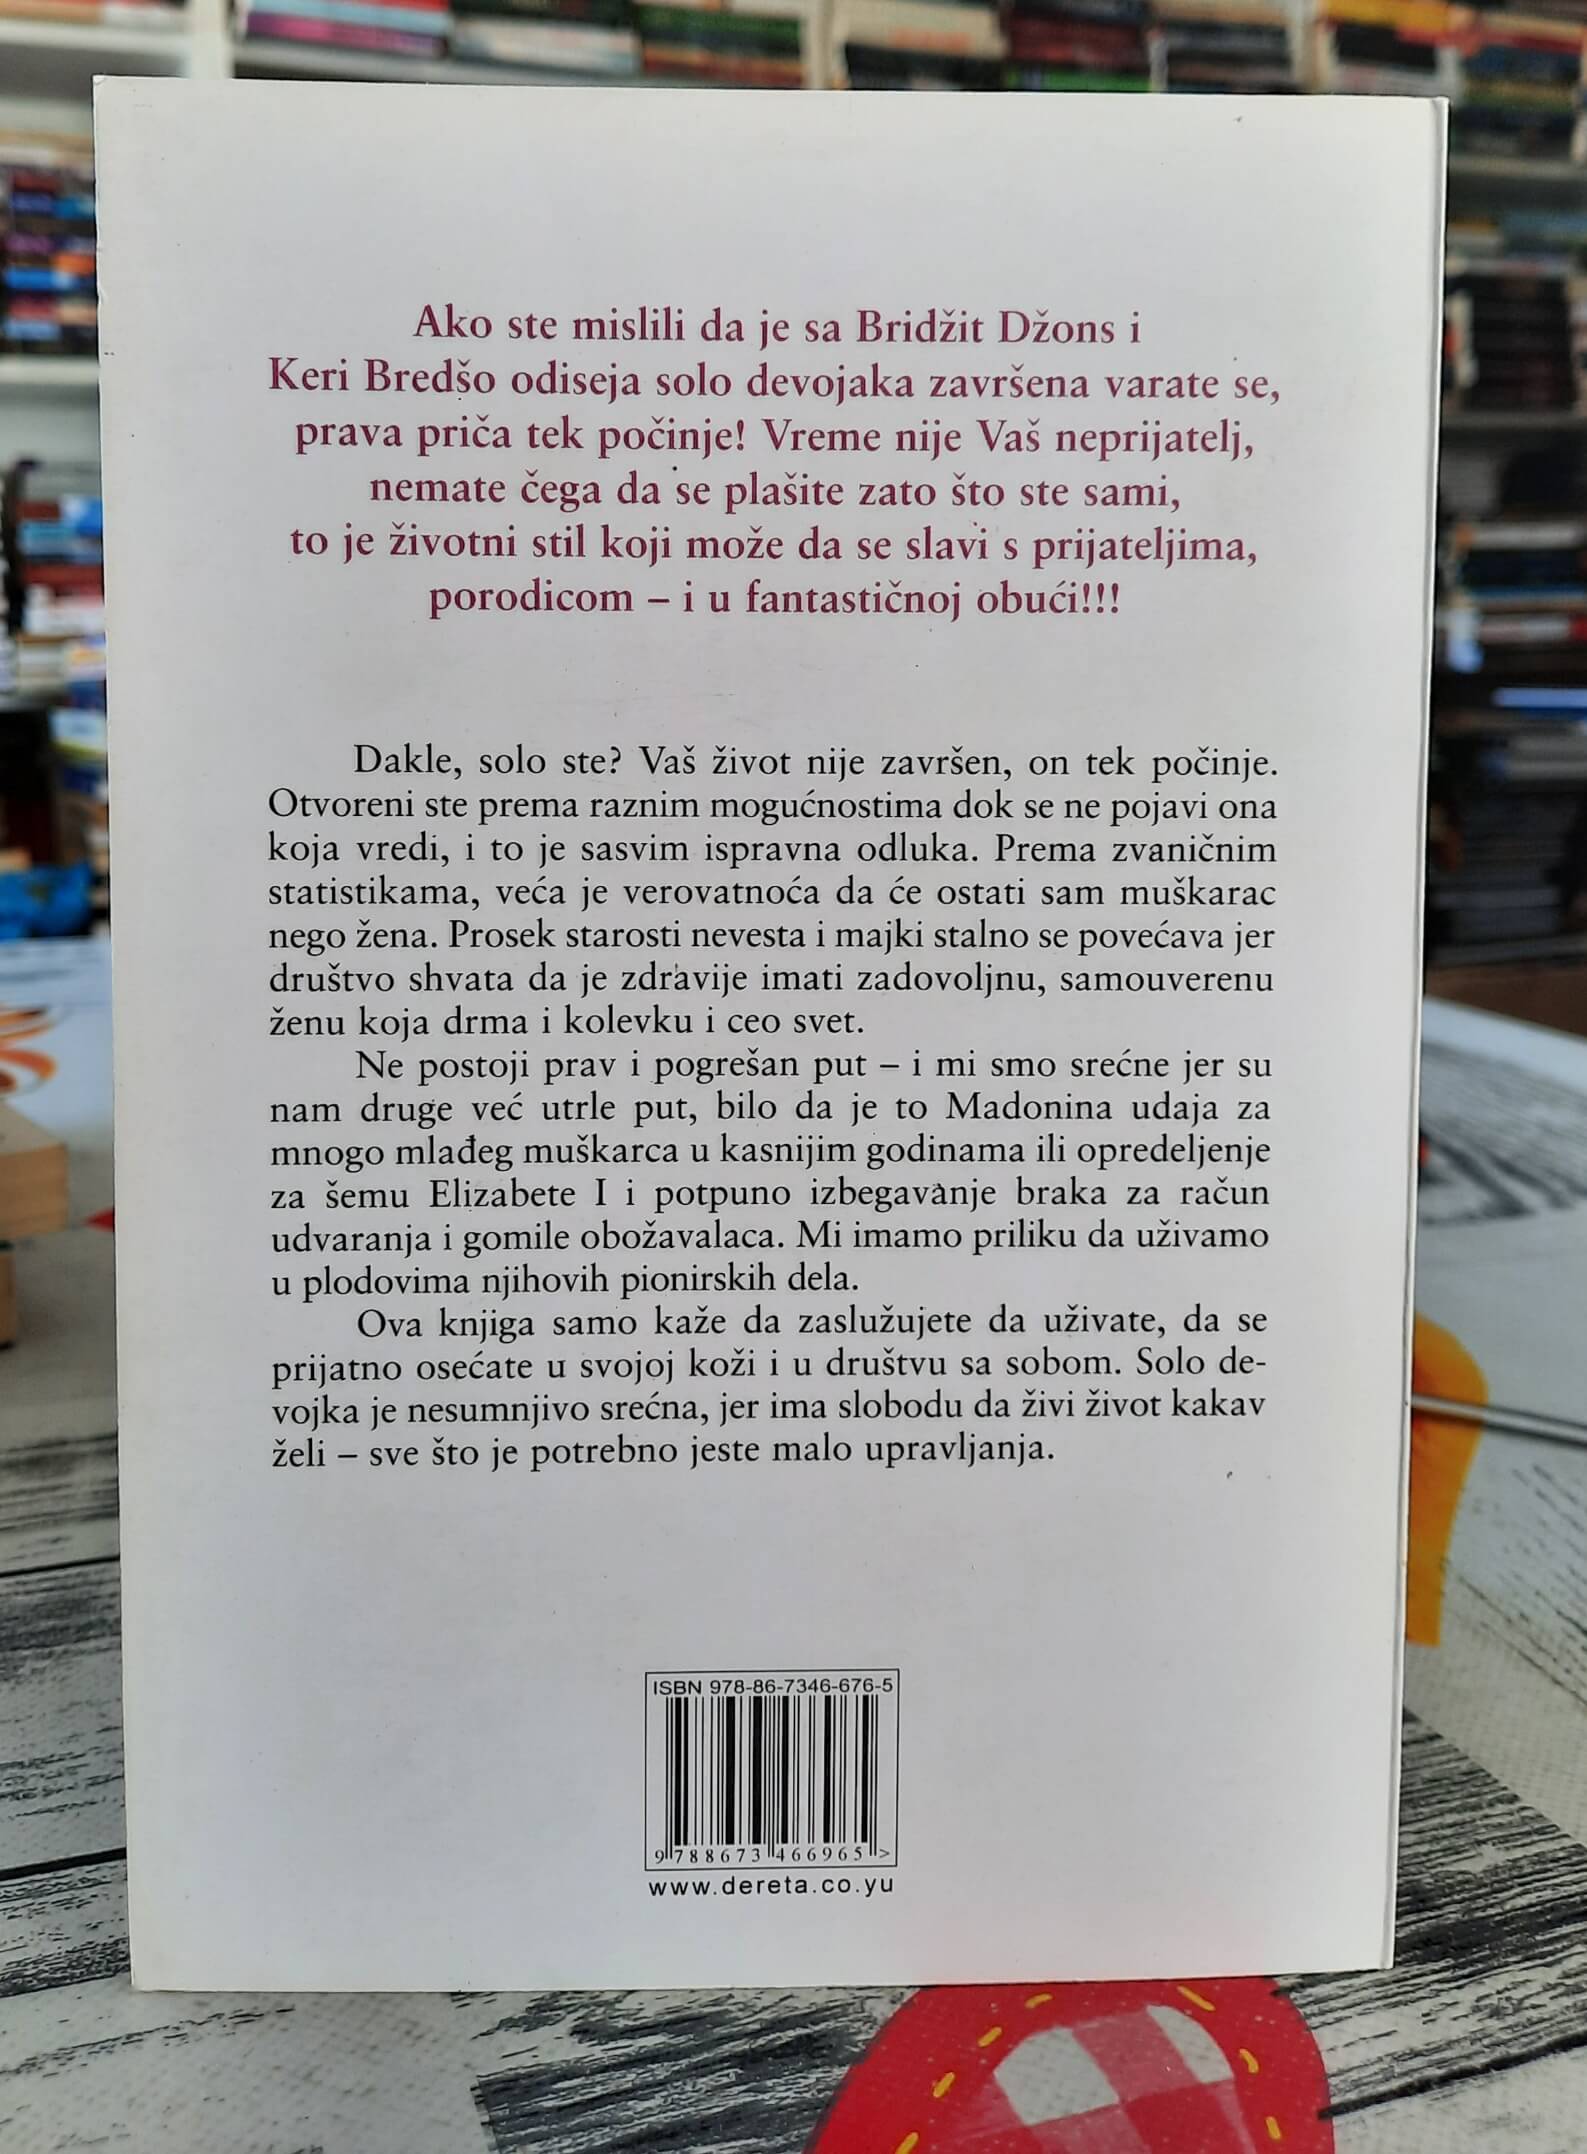 Ako ste mislili da je sa Bridžit Džons i
Keri Bredšo odiseja solo devojaka završena varate se,
prava priča tek počinje! Vreme nije Vaš neprijatelj,
nemate čega da se plašite zato što ste sami,
to je životni stil koji može da se slavi s prijateljima,
porodicom – i u fantastičnoj obući!!!
Dakle, solo ste? Vaš život nije završen, on tek počinje.
Otvoreni ste prema raznim mogućnostima dok se ne pojavi ona
koja vredi, i to je sasvim ispravna odluka. Prema zvaničnim
statistikama, veća je verovatnoća da će ostati sam muškarac
nego žena. Prosek starosti nevesta i majki stalno se povećava jer
društvo shvata da je zdravije imati zadovoljnu, samouverenu
ženu koja drma i kolevku i ceo svet.
Ne postoji prav i pogrešan put – i mi smo srećne jer su
nam druge već utrle put, bilo da je to Madonina udaja za
mnogo mlađeg muškarca u kasnijim godinama ili opredeljenje
za šemu Elizabete I i potpuno izbegavanje braka za račun
udvaranja i gomile obožavalaca. Mi imamo priliku da uživamo
u plodovima njihovih pionirskih dela.
Ova knjiga samo kaže da zaslužujete da uživate, da se
prijatno osećate u svojoj koži i u društvu sa sobom. Solo de-
vojka je nesumnjivo srećna, jer ima slobodu da živi život kakav
želi – sve što je potrebno jeste malo upravljanja.
ISBN 978-86-7346-676-5
9 788673 466965 >
www.dereta.co.yu